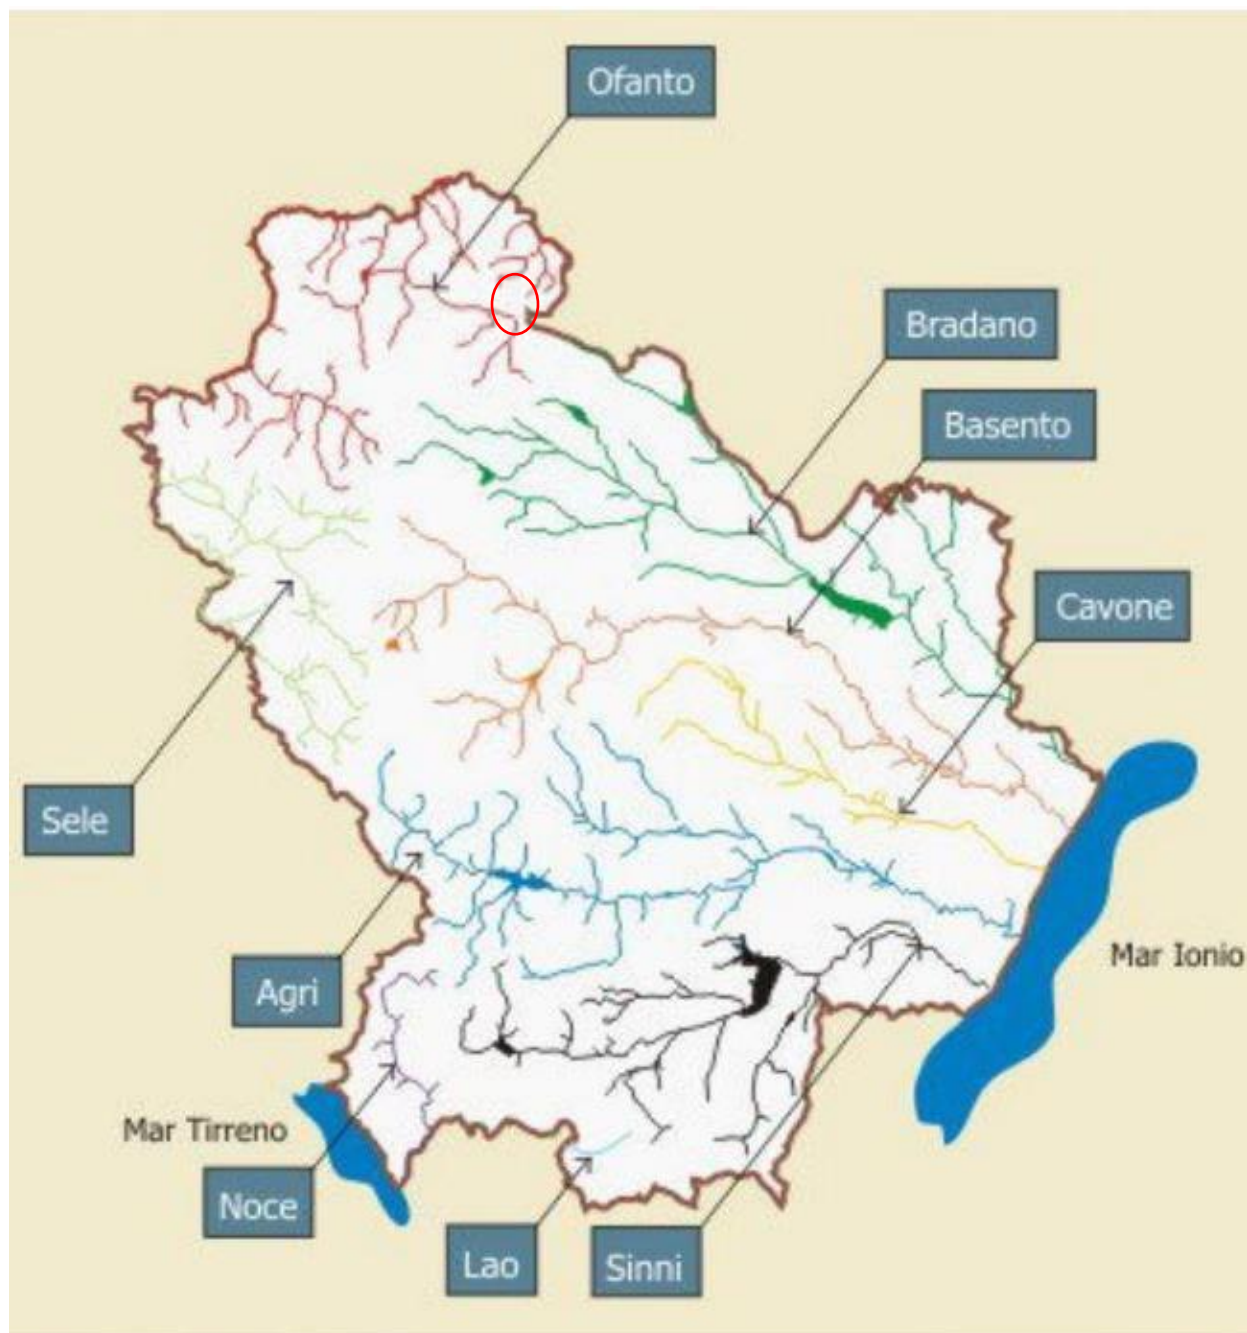 Ofanto
Bradano
Basento
Cavone
Sele
Agri
Mar Ionio
Mar Tirreno
Noce
Lao
Sinni